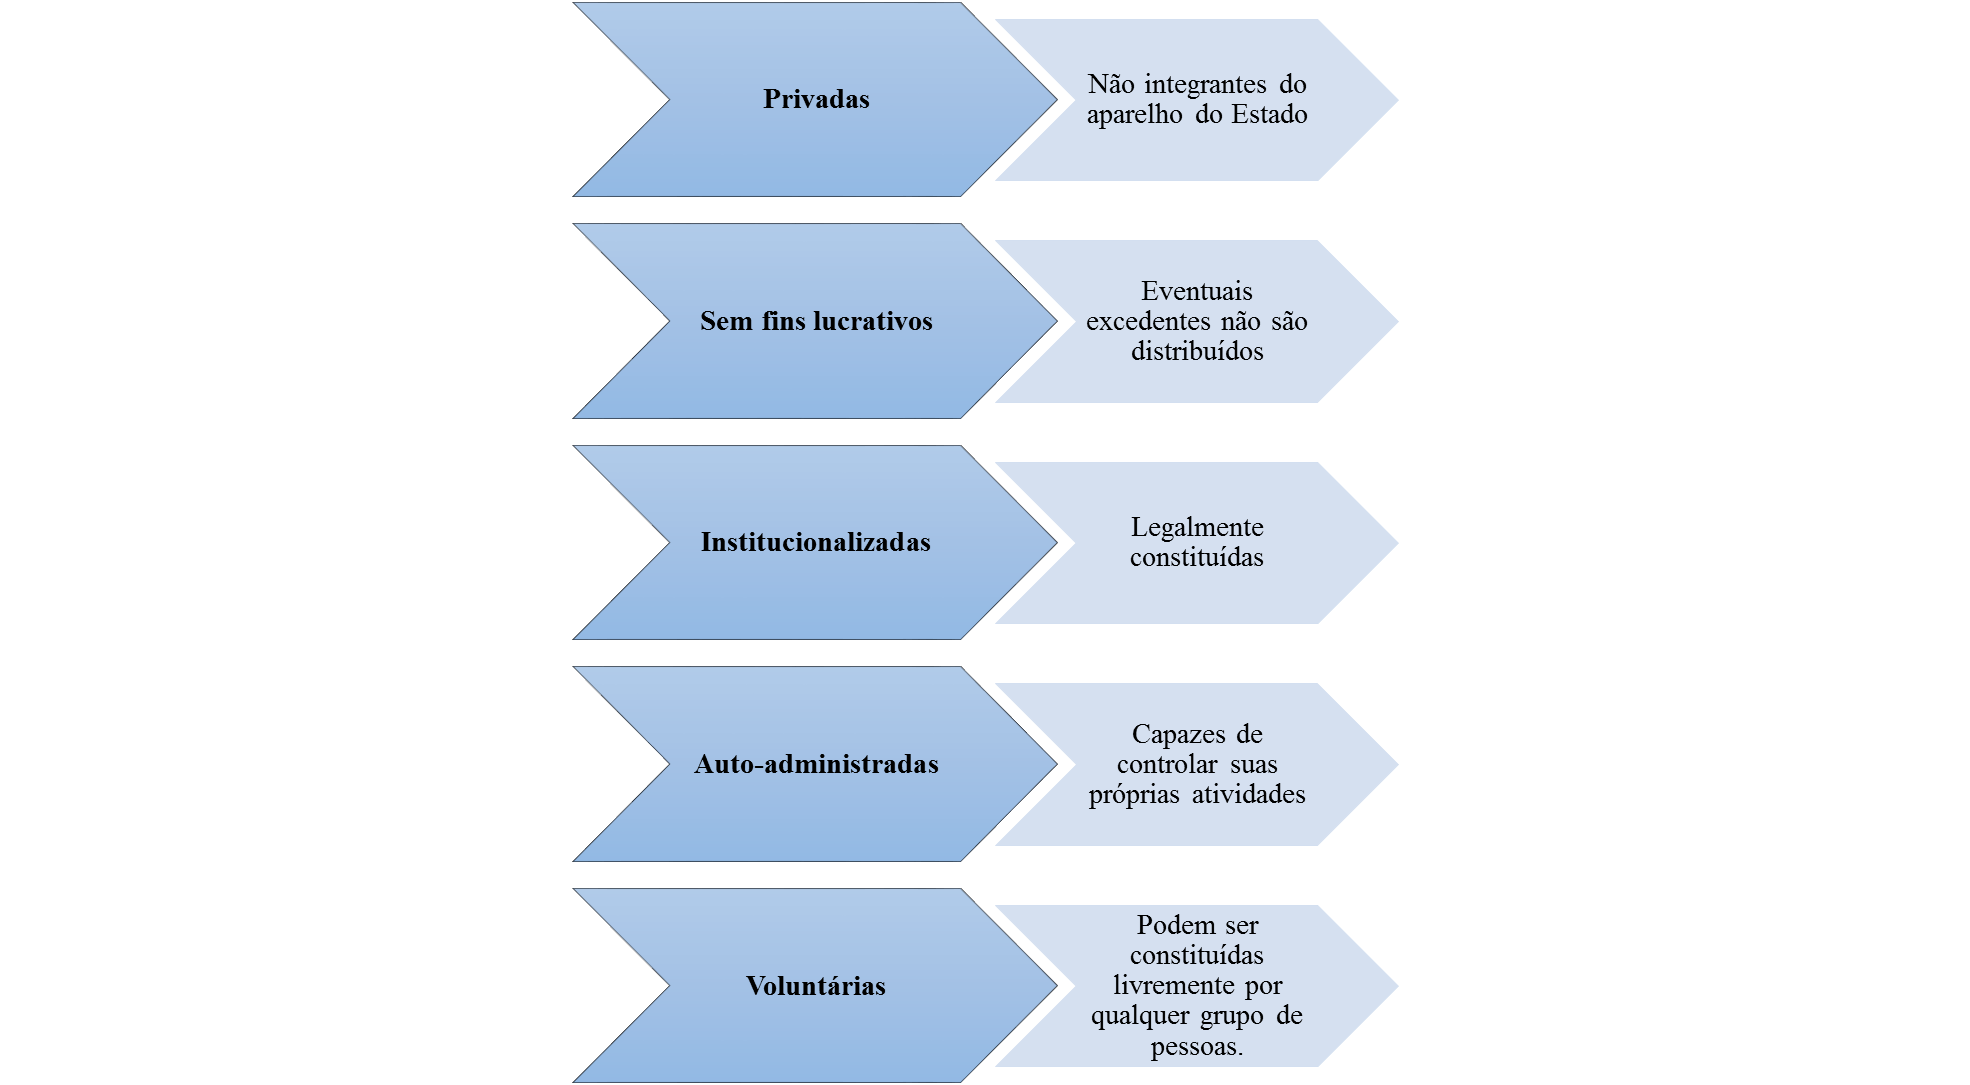 Privadas
Não integrantes do
aparelho do Estado
Sem fins lucrativos
Eventuais
excedentes não são
distribuídos
Institucionalizadas
Legalmente
constituídas
Auto-administradas
Capazes de
controlar suas
próprias atividades
Voluntárias
Podem ser
constituídas
livremente por
qualquer grupo de
pessoas.